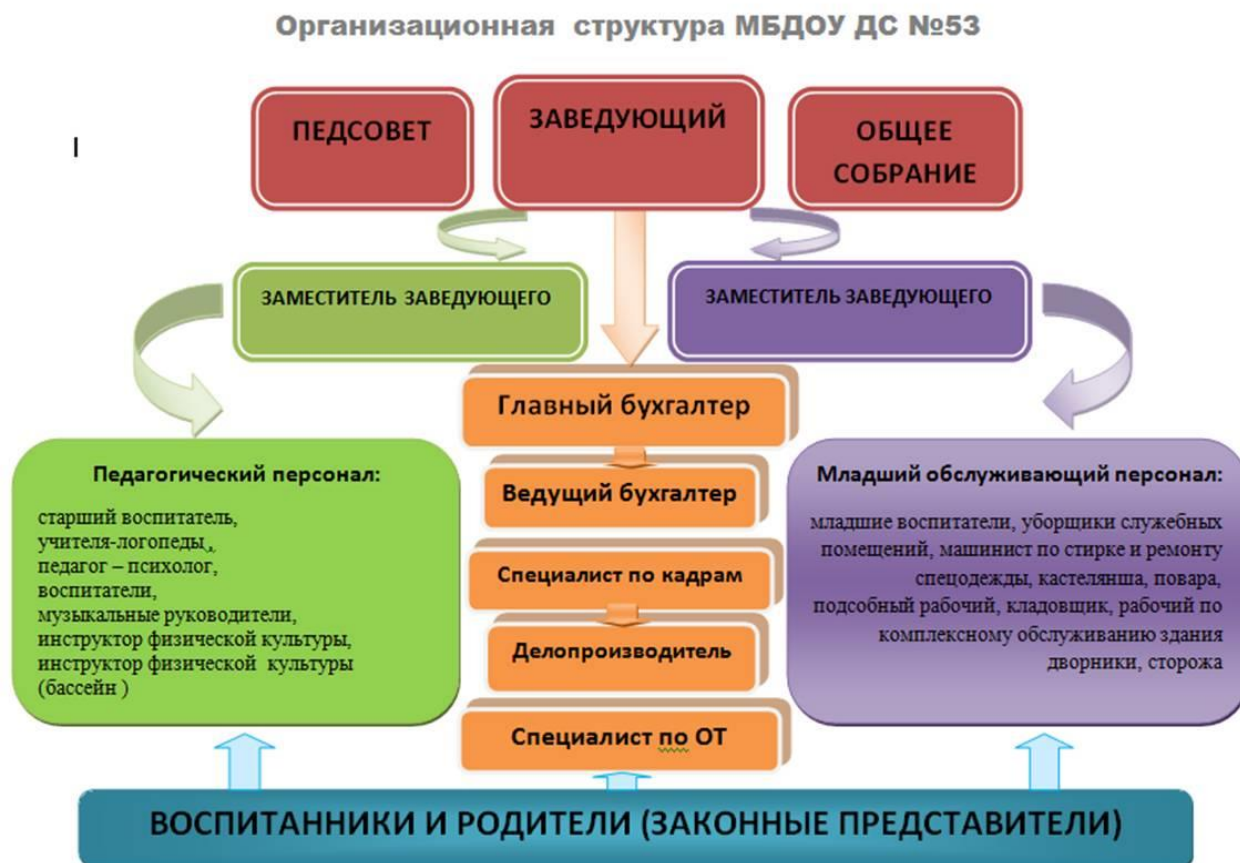 Организационная структура МБДОУ ДС №53
ПЕДСОВЕТ
ЗАВЕДУЮЩИЙ
ОБЩЕЕ
СОБРАНИЕ
I
ЗАМЕСТИТЕЛЬ ЗАВЕДУЮЩЕГО
ЗАМЕСТИТЕЛЬ ЗАВЕДУЮЩЕГО
Главный бухгалтер
Ведущий бухгалтер
Специалист по кадрам
Делопроизводитель
Специалист по ОТ
Педагогический персонал:
старший воспитатель,
учителя-логопеды,,
педагог – психолог,
воспитатели,
музыкальные руководители,
инструктор физической культуры,
инструктор физической культуры
(бассейн )
Младший обслуживающий персонал:
младшие воспитатели, уборщики служебных
помещений, машинист по стирке и ремонту
спецодежды, кастелянша, повара,
подсобный рабочий, кладовщик, рабочий по
комплексному обслуживанию здания
дворники, сторожа
ВОСПИТАННИКИ И РОДИТЕЛИ (ЗАКОННЫЕ ПРЕДСТАВИТЕЛИ)